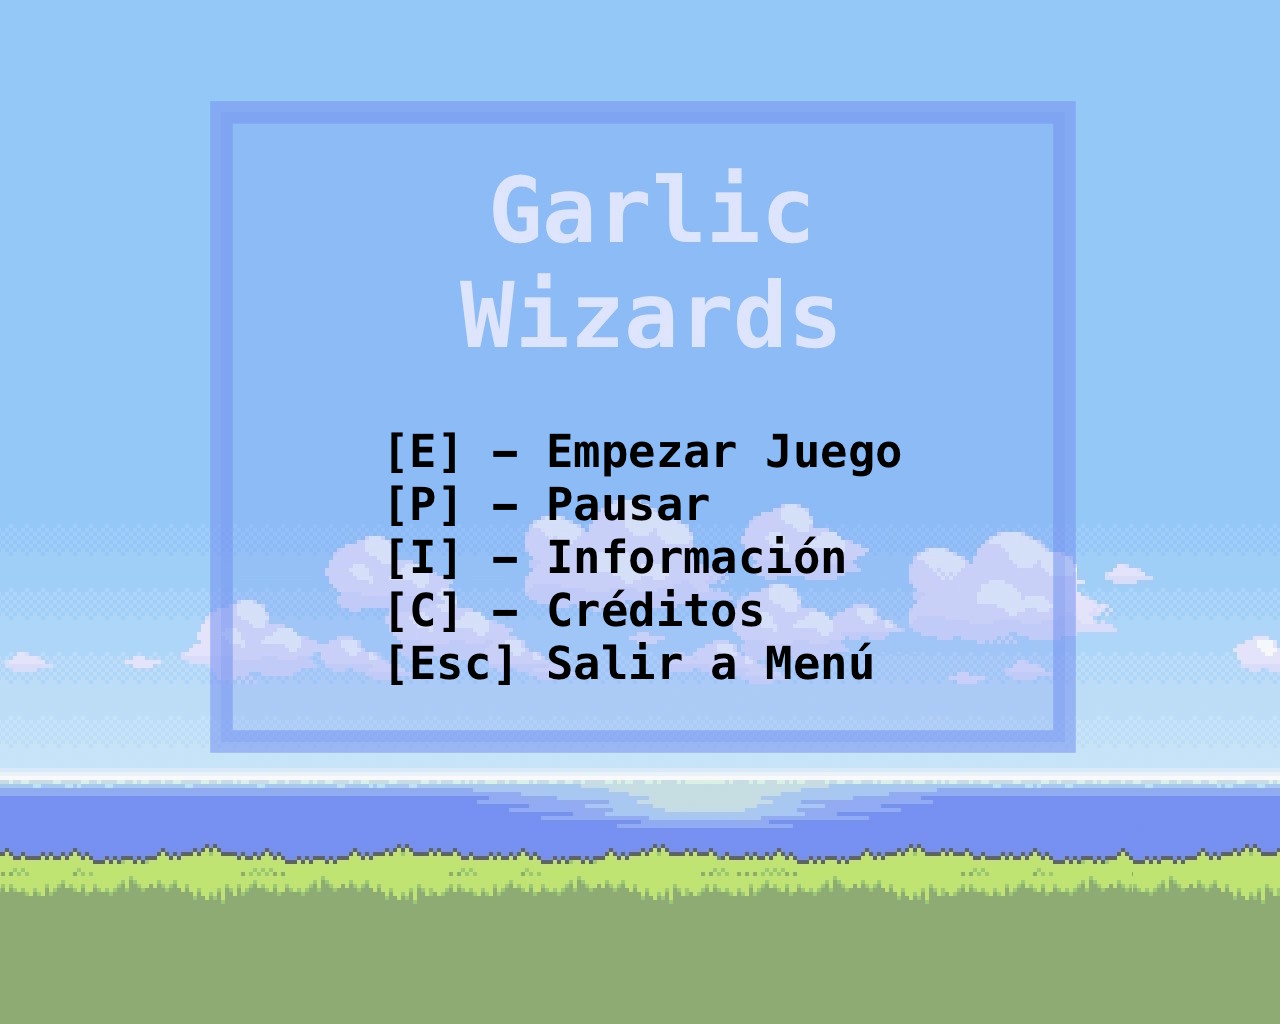 Garlic
Wizards
[E] – Empezar Juego
[P] – Pausar
[I] – Información
[C] – Créditos
[Esc] Salir a Menú